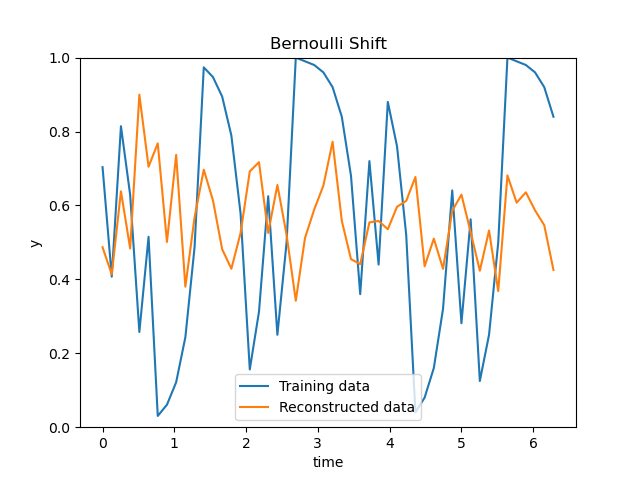 Bernoulli Shift
1.0
0.8
0.6
0.4
0.2
0.0
y
Training data
Reconstructed data
0 1 2 3 4 5 6
time